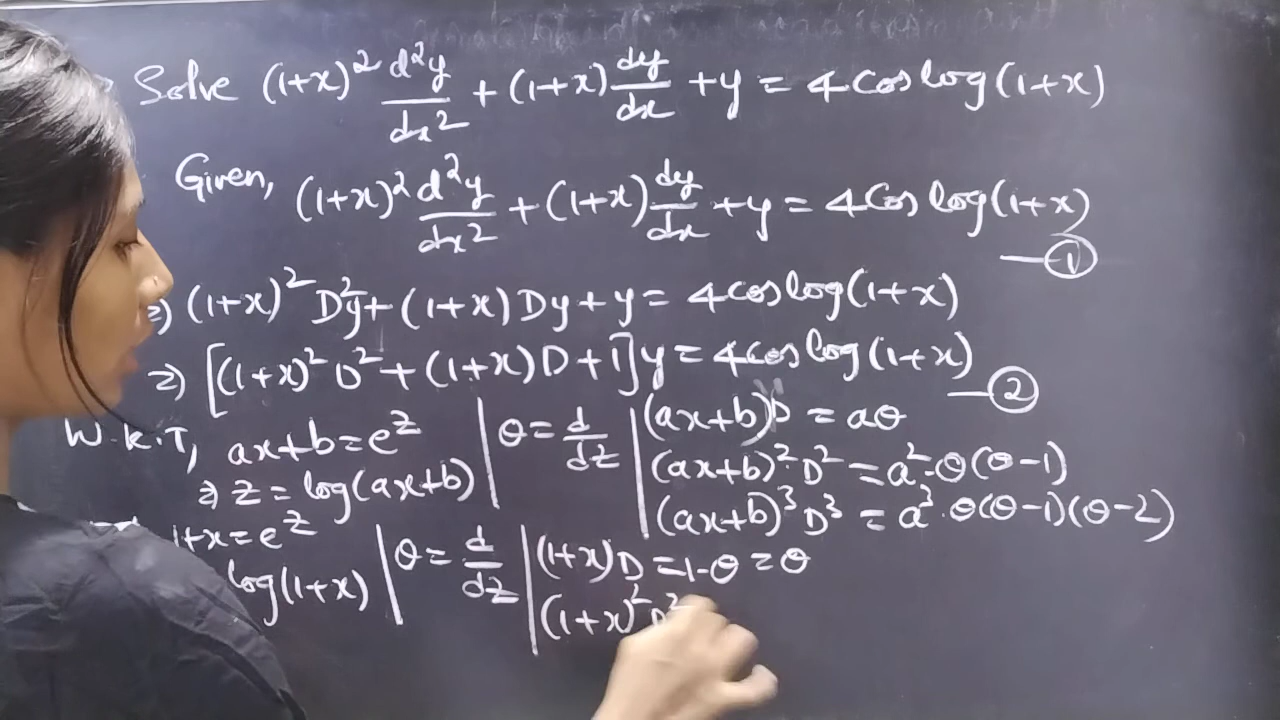 Solve (1+x)² d²y/dx² + (1+x) dy/dx + y = 4 cos log(1+x)
Given, (1+x)² d²y/dx² + (1+x) dy/dx + y = 4 cos log(1+x) — ①
⇒ (1+x)² D²y + (1+x) Dy + y = 4 cos log(1+x)
⇒ [(1+x)² D² + (1+x) D + 1] y = 4 cos log(1+x) — ②
W.K.T, ax+b = e^z | θ = d/dz | (ax+b)D = aθ
⇒ z = log(ax+b) | (ax+b)²·D² = a²·θ(θ-1)
(ax+b)³D³ = a³·θ(θ-1)(θ-2)
1+x = e^z | θ = d/dz | (1+x)D = 1·θ = θ
log(1+x) | (1+x)² D²